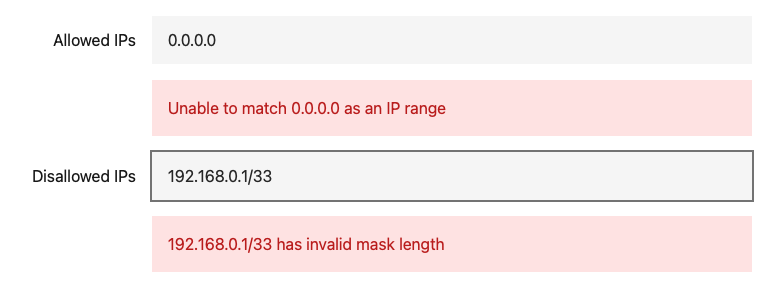 Allowed IPs 0.0.0.0
Unable to match 0.0.0.0 as an IP range
Disallowed IPs 192.168.0.1/33
192.168.0.1/33 has invalid mask length